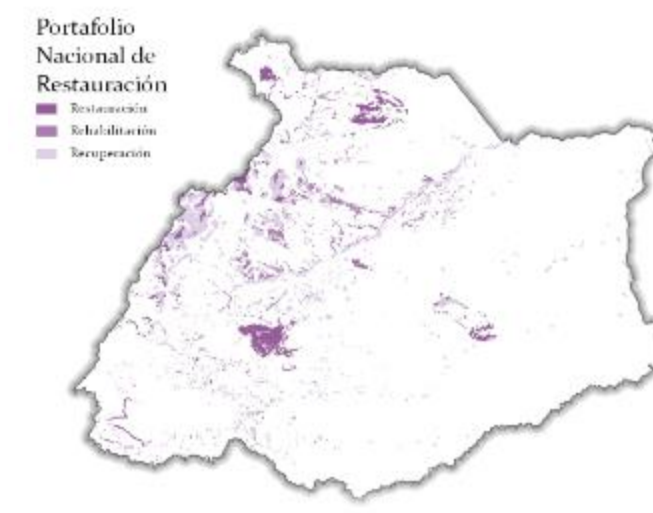 Portafolio
Nacional de
Restauración
Restauración
Rehabilitación
Recuperación